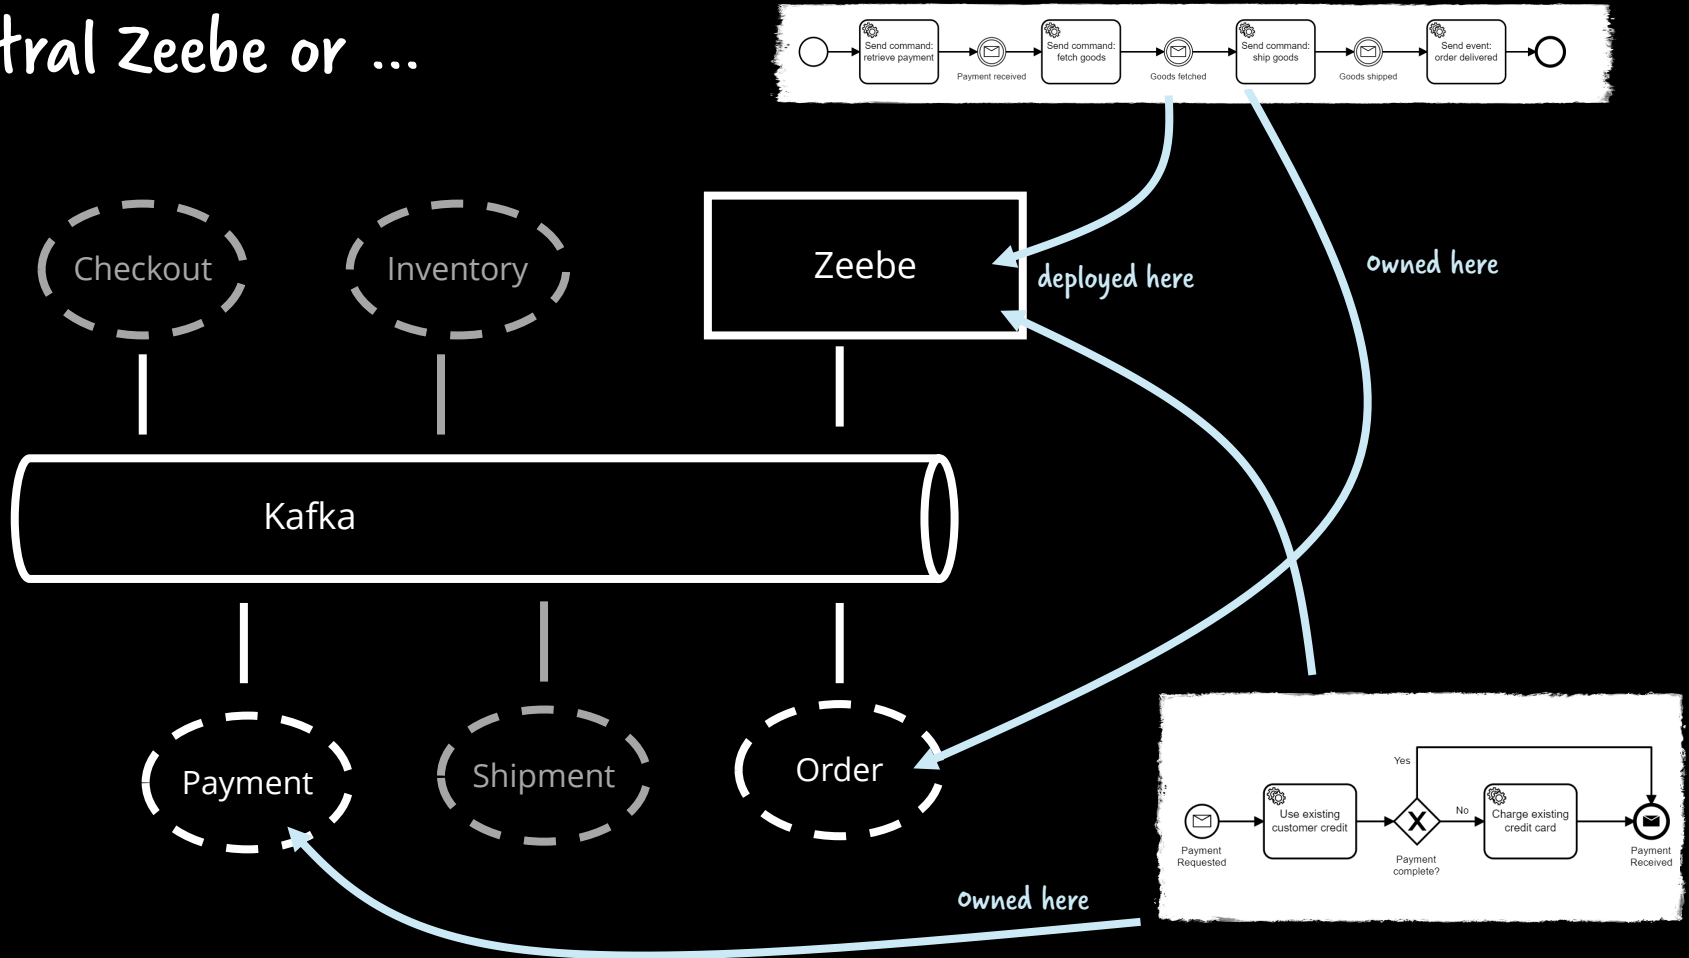 tral Zeebe or ...
Send command:
retrieve payment
Payment received
Send command:
fetch goods
Goods fetched
Send command:
ship goods
Goods shipped
Send event:
order delivered
Checkout
Inventory
Zeebe
deployed here
Owned here
Kafka
Payment
Shipment
Order
Owned here
Payment
Requested
Use existing
customer credit
Yes
X
Payment
complete?
No
Charge existing
credit card
Payment
Received